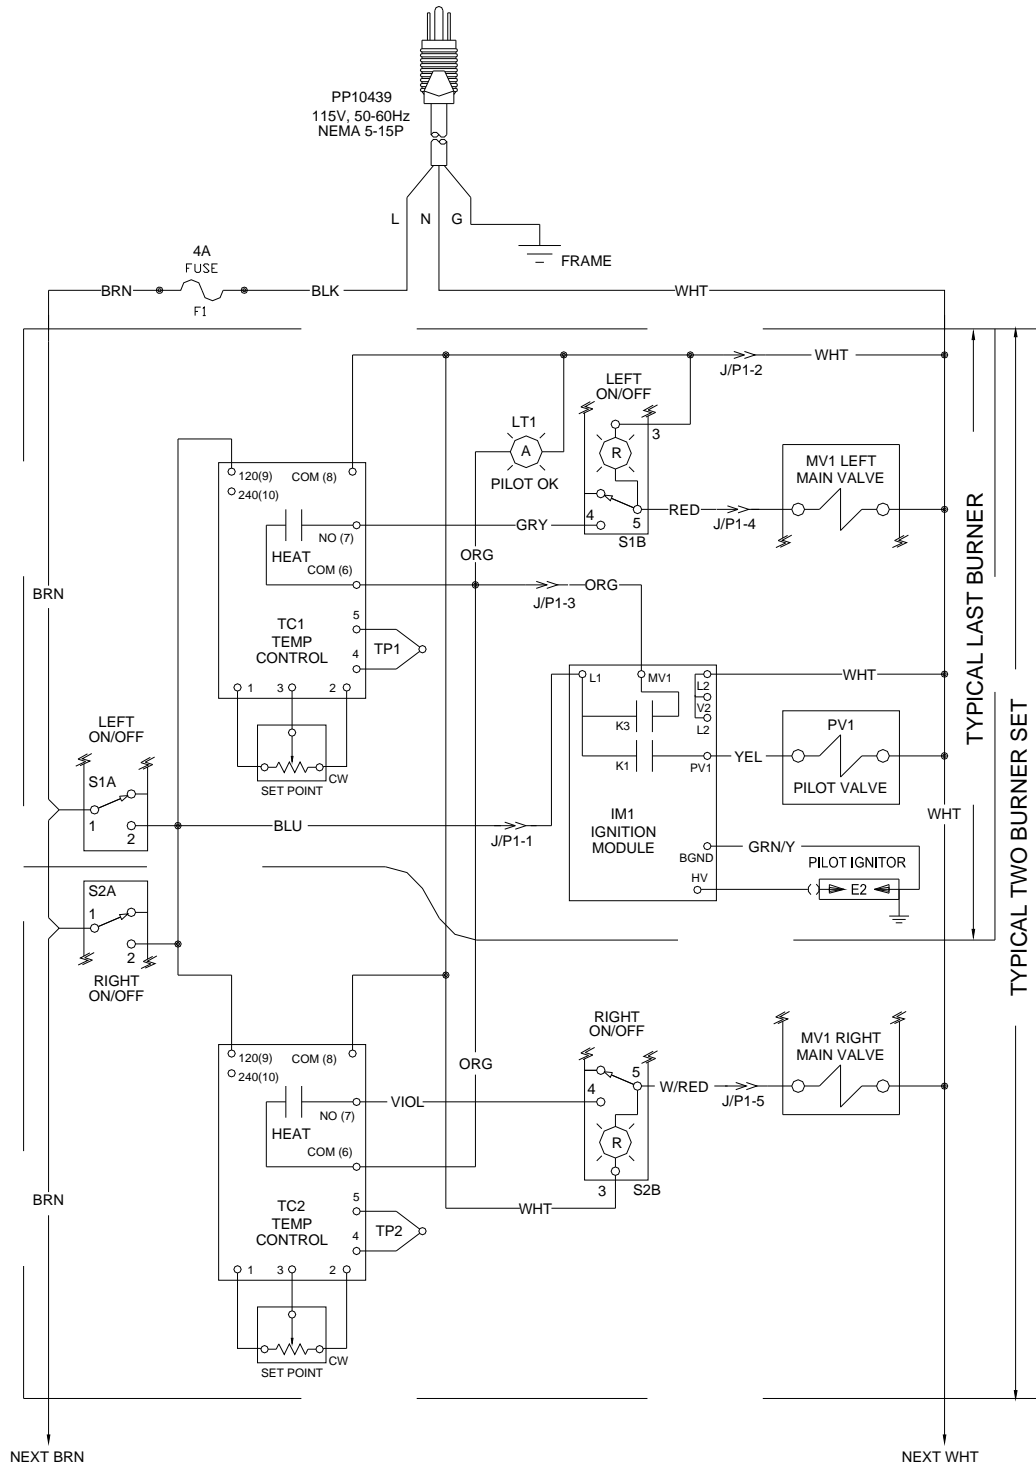 PP10439
115V, 50-60Hz
NEMA 5-15P
L
N
G
FRAME
4A
FUSE
F1
BRN
BLK
WHT
J/P1-2
WHT
LEFT
ON/OFF
LT1
A
PILOT OK
R
3
4
5
S1B
RED
J/P1-4
MV1 LEFT
MAIN VALVE
120(9)
COM (8)
240(10)
NO (7)
HEAT
COM (6)
GRY
ORG
J/P1-3
ORG
BRN
TC1
TEMP
CONTROL
5
4
TP1
1
3
2
CW
SET POINT
TYPICAL LAST BURNER
TYPICAL TWO BURNER SET
L1
MV1
L2
V2
L2
K3
K1
PV1
WHT
YEL
PV1
PILOT VALVE
WHT
IM1
IGNITION
MODULE
BGND
HV
GRN/Y
PILOT IGNITOR
E2
LEFT
ON/OFF
S1A
1
2
BLU
J/P1-1
S2A
1
2
RIGHT
ON/OFF
120(9)
COM (8)
240(10)
NO (7)
HEAT
COM (6)
VIOL
ORG
RIGHT
ON/OFF
5
4
R
3
S2B
W/RED
J/P1-5
MV1 RIGHT
MAIN VALVE
BRN
TC2
TEMP
CONTROL
5
4
TP2
WHT
1
3
2
CW
SET POINT
NEXT BRN
NEXT WHT